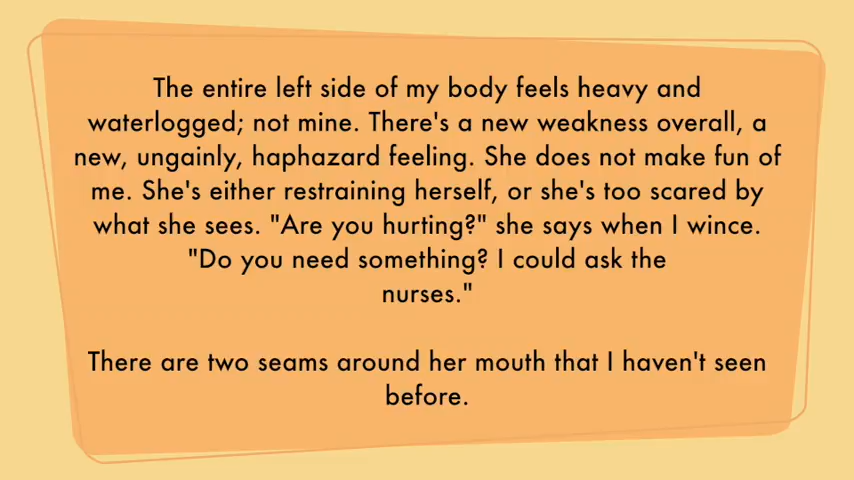 The entire left side of my body feels heavy and
waterlogged; not mine. There's a new weakness overall, a
new, ungainly, haphazard feeling. She does not make fun of
me. She's either restraining herself, or she's too scared by
what she sees. "Are you hurting?" she says when I wince.
"Do you need something? I could ask the
nurses."
There are two seams around her mouth that I haven't seen
before.